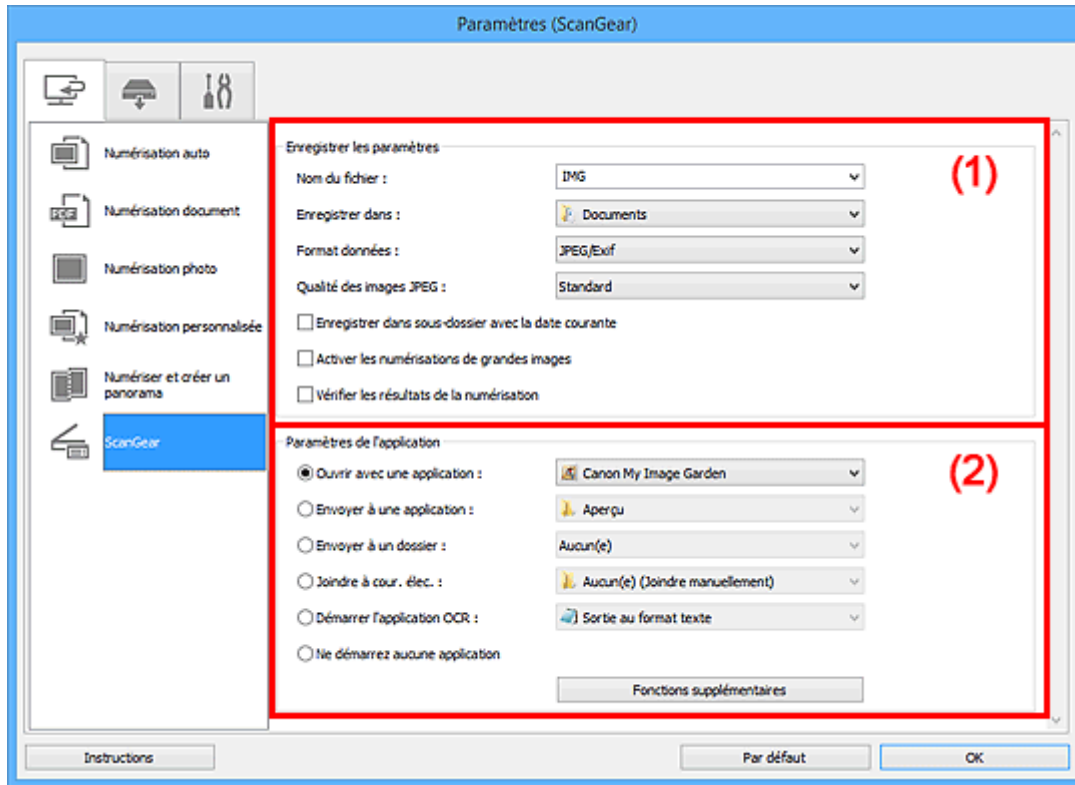 Paramètres (ScanGear)
Numérisation auto
PDF
Numérisation document
Numérisation photo
Numérisation personnalisée
Numériser et créer un
panorama
ScanGear
Enregistrer les paramètres
(1)
Nom du fichier : IMG
Enregistrer dans : Documents
Format données : JPEG/Exif
Qualité des images JPEG : Standard
Enregistrer dans sous-dossier avec la date courante
Activer les numérisations de grandes images
Vérifier les résultats de la numérisation
Paramètres de l'application
(2)
Ouvrir avec une application : Canon My Image Garden
Envoyer à une application : Aperçu
Envoyer à un dossier : Aucun(e)
Joindre à cour. élec. : Aucun(e) (Joindre manuellement)
Démarrer l'application OCR : Sortie au format texte
Ne démarrez aucune application
Fonctions supplémentaires
Instructions Par défaut OK